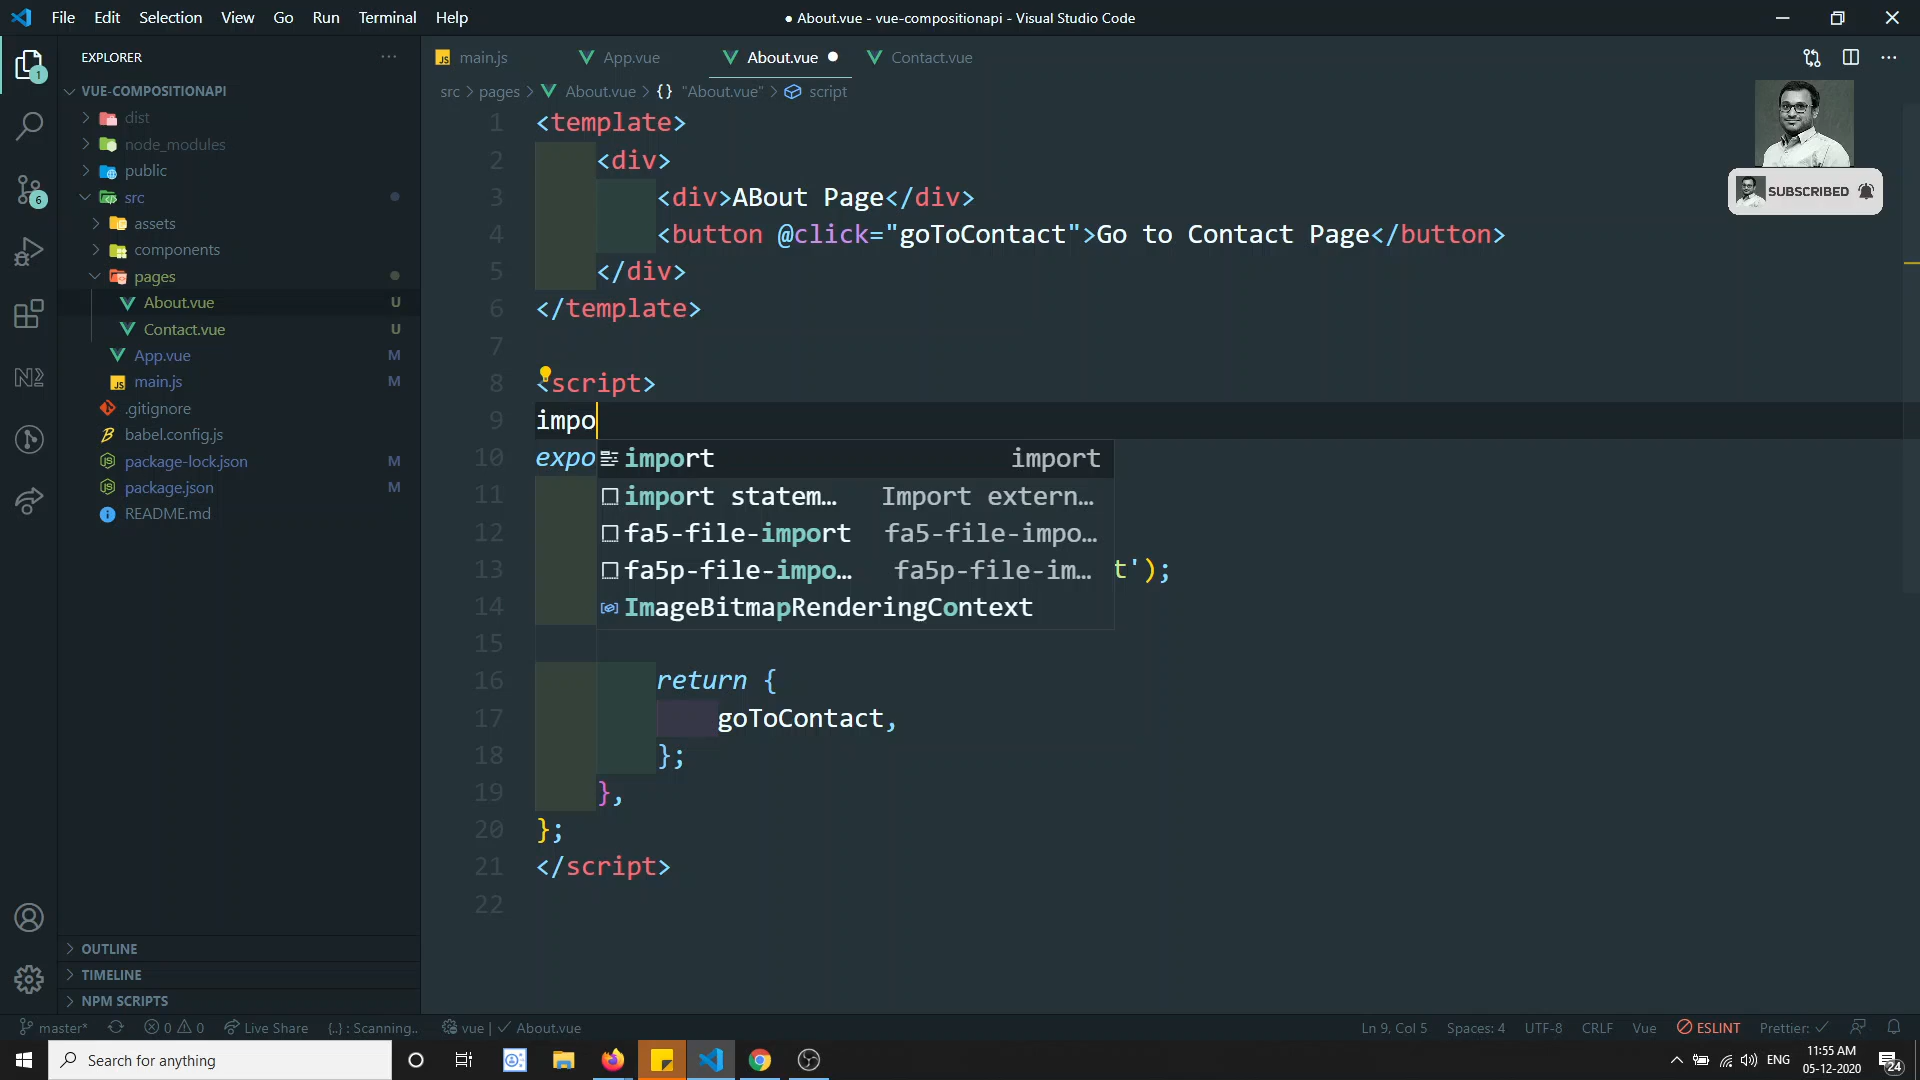 File Edit Selection View Go Run Terminal Help
● About.vue - vue-compositionapi - Visual Studio Code
EXPLORER
main.js
App.vue
About.vue
Contact.vue
VUE-COMPOSITIONAPI
dist
node_modules
public
src
assets
components
pages
About.vue U
Contact.vue U
App.vue M
main.js M
.gitignore
babel.config.js
package-lock.json M
package.json M
README.md
1
6
OUTLINE
TIMELINE
NPM SCRIPTS
src > pages > About.vue > {} "About.vue" > script
1 <template>
2 <div>
3 <div>ABout Page</div>
4 <button @click="goToContact">Go to Contact Page</button>
5 </div>
6 </template>
7
8 <script>
9 impo
10 expo
11
12
13 t');
14
15
16 return {
17 goToContact,
18 };
19 },
20 };
21 </script>
22
import import
import statem… Import extern…
fa5-file-import fa5-file-impo…
fa5p-file-impo… fa5p-file-im…
ImageBitmapRenderingContext
SUBSCRIBED
master* 0 0 Live Share {..} : Scanning.. vue | ✓ About.vue
Ln 9, Col 5 Spaces: 4 UTF-8 CRLF Vue ESLINT Prettier: ✓
Search for anything
ENG
11:55 AM
05-12-2020
24